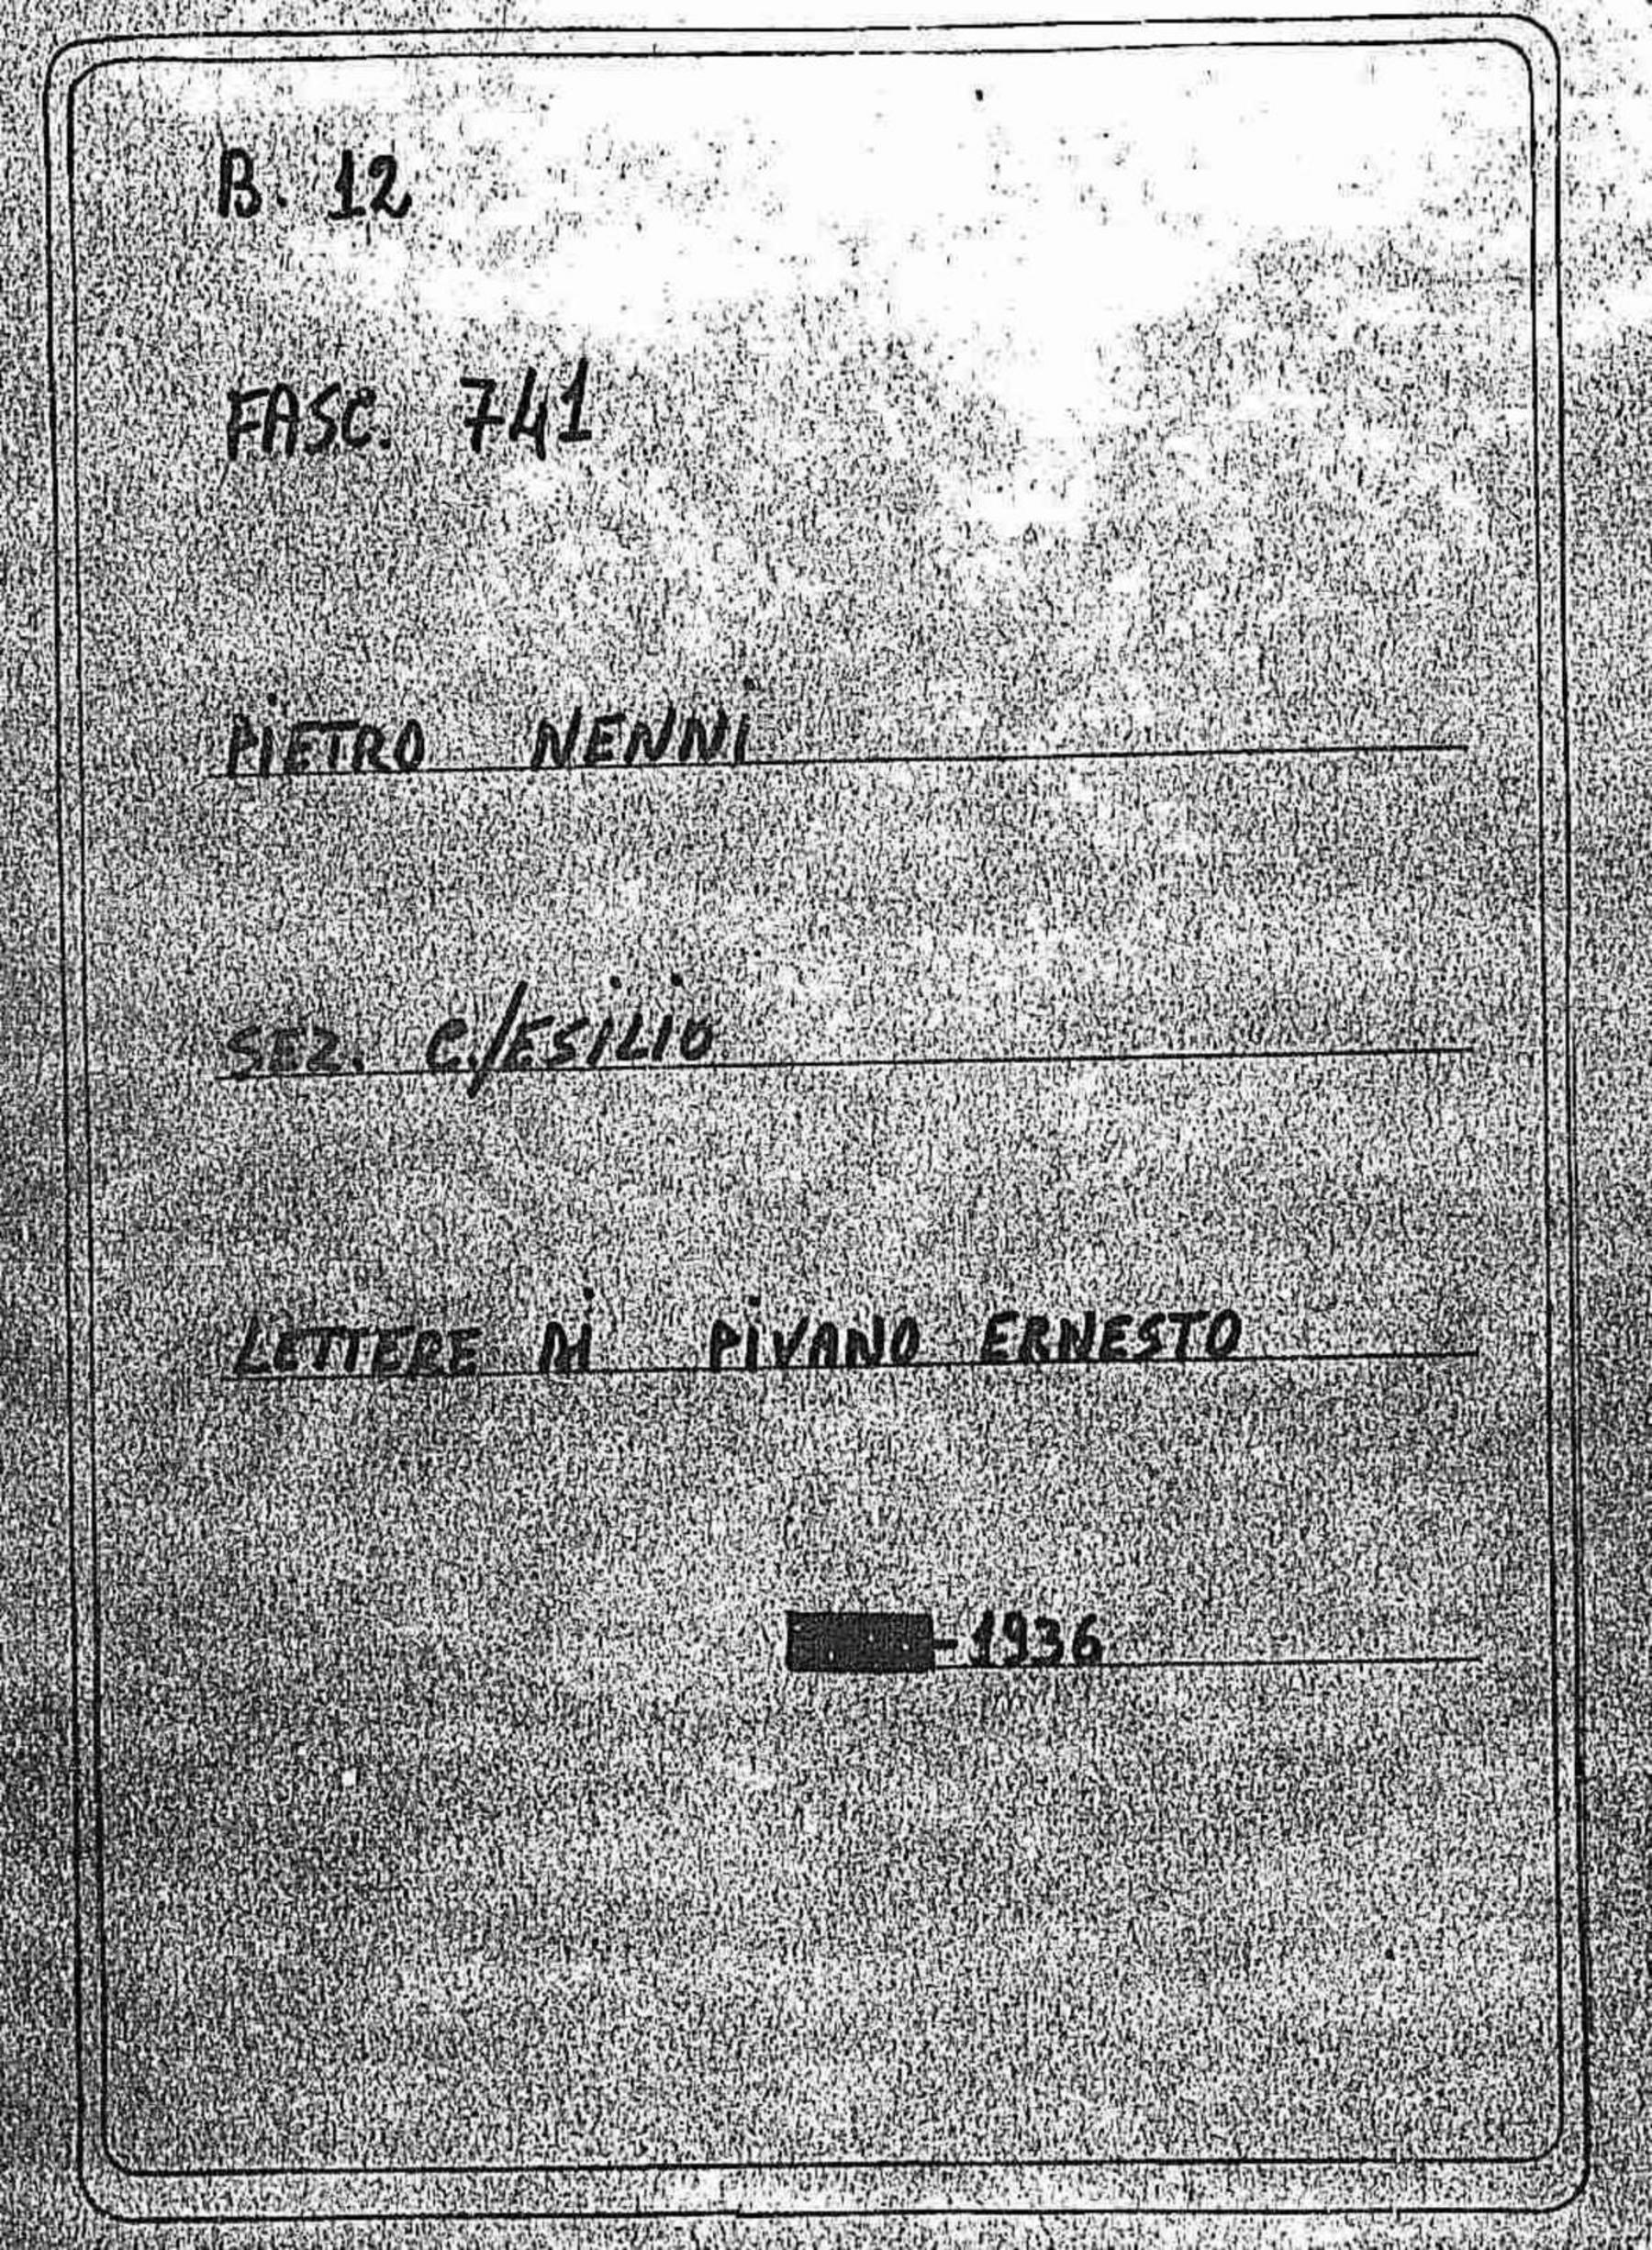 B. 12
FASC. 741
PIETRO NENNI
SEZ. C./ESILIO
LETTERE DI PIVANO ERNESTO
- 1936